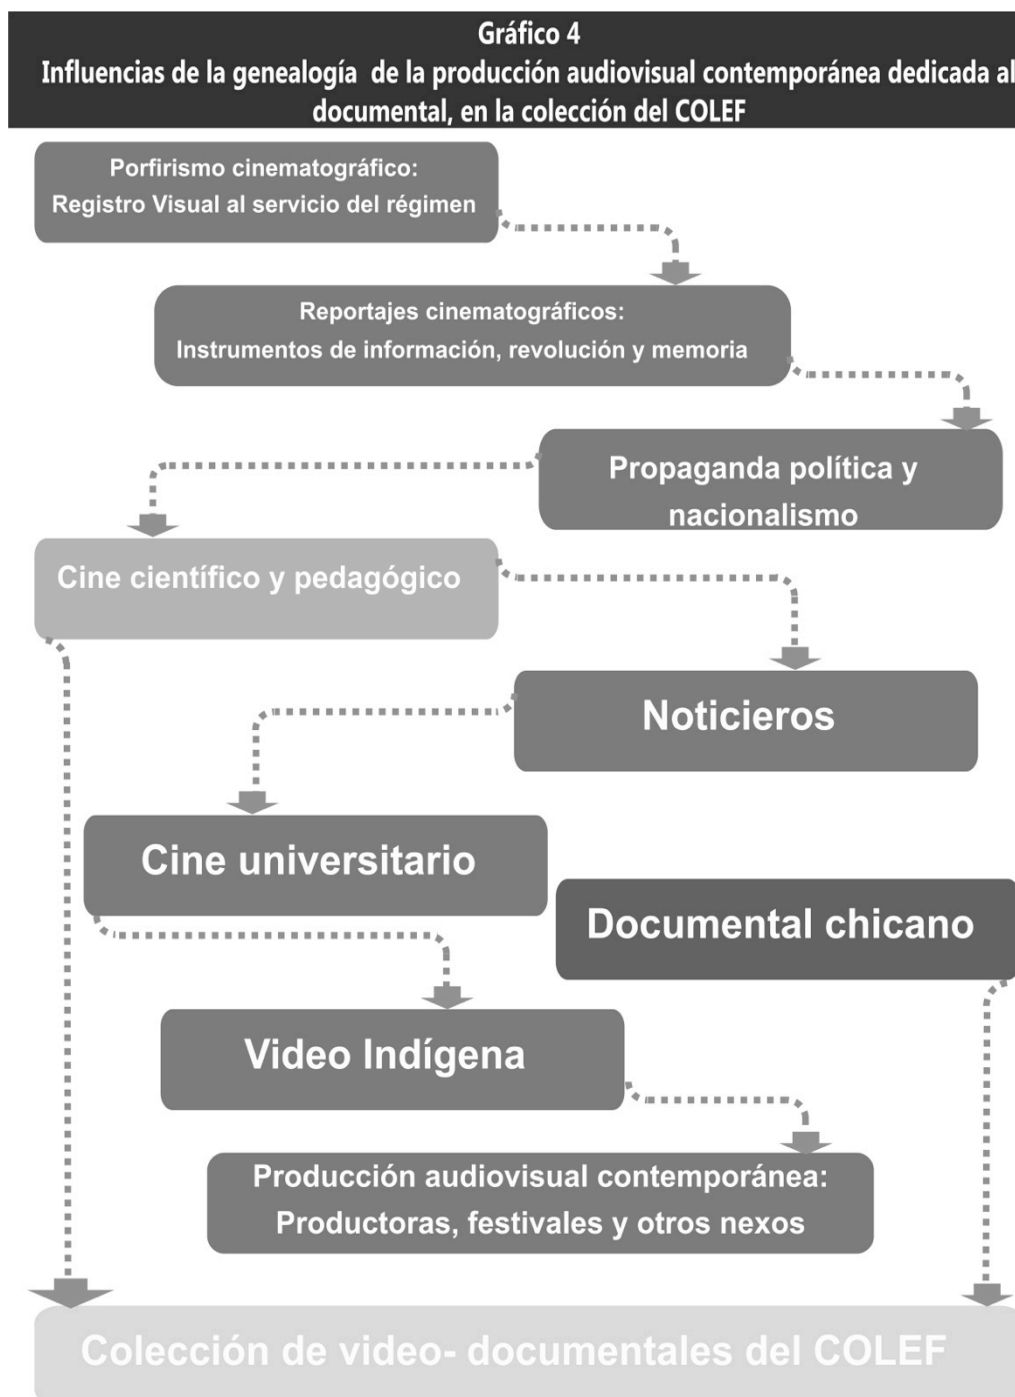 Gráfico 4
Influencias de la genealogía de la producción audiovisual contemporánea dedicada al
documental, en la colección del COLEF
Porfirismo cinematográfico:
Registro Visual al servicio del régimen
Reportajes cinematográficos:
Instrumentos de información, revolución y memoria
Propaganda política y
nacionalismo
Cine científico y pedagógico
Noticieros
Cine universitario
Documental chicano
Video Indígena
Producción audiovisual contemporánea:
Productoras, festivales y otros nexos
Colección de video- documentales del COLEF